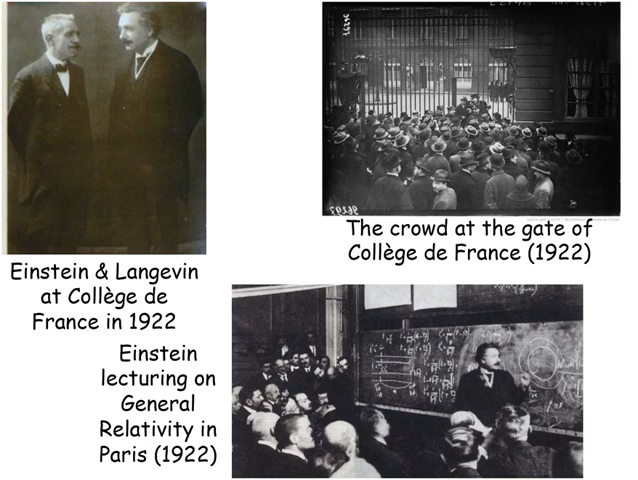 Einstein & Langevin
at Collège de
France in 1922
The crowd at the gate of
Collège de France (1922)
Einstein
lecturing on
General
Relativity in
Paris (1922)